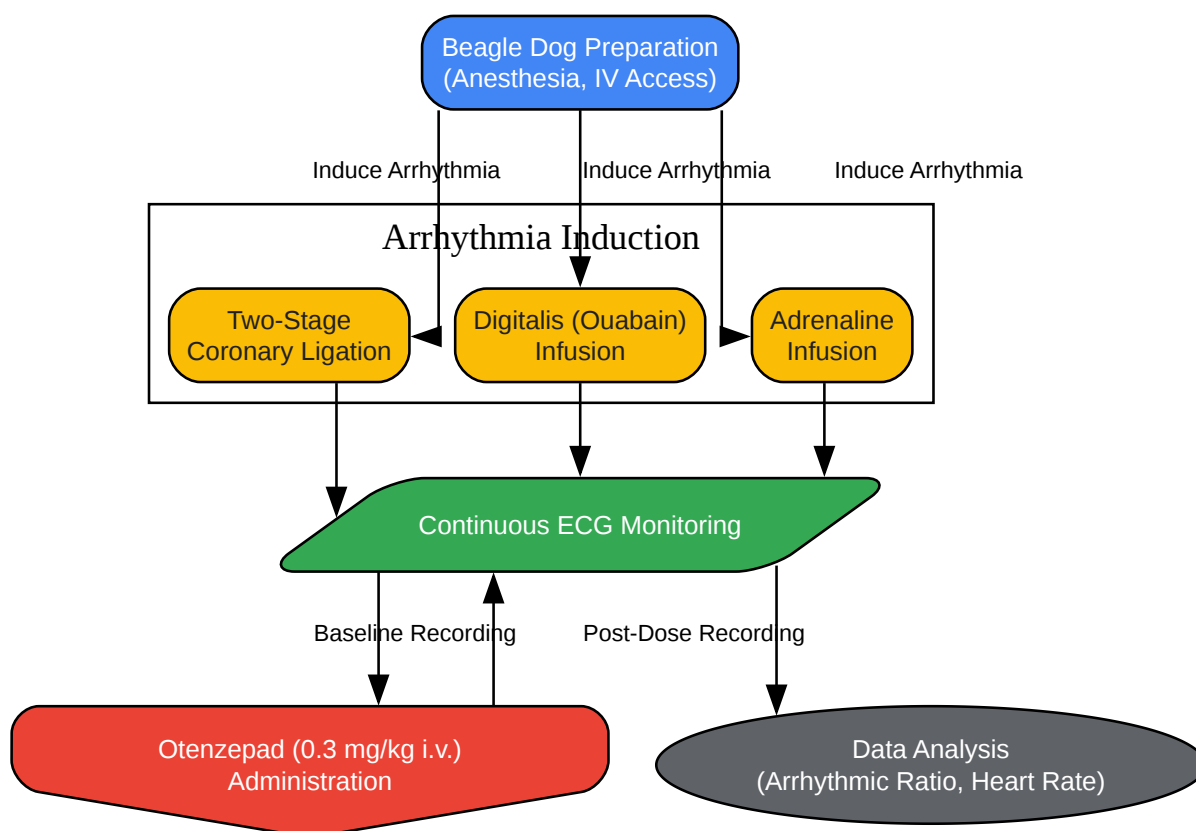 Beagle Dog Preparation
(Anesthesia, IV Access)
Induce Arrhythmia
Induce Arrhythmia
Induce Arrhythmia
Arrhythmia Induction
Two-Stage
Coronary Ligation
Digitalis (Ouabain)
Infusion
Adrenaline
Infusion
Continuous ECG Monitoring
Baseline Recording
Post-Dose Recording
Otenzepad (0.3 mg/kg i.v.)
Administration
Data Analysis
(Arrhythmic Ratio, Heart Rate)